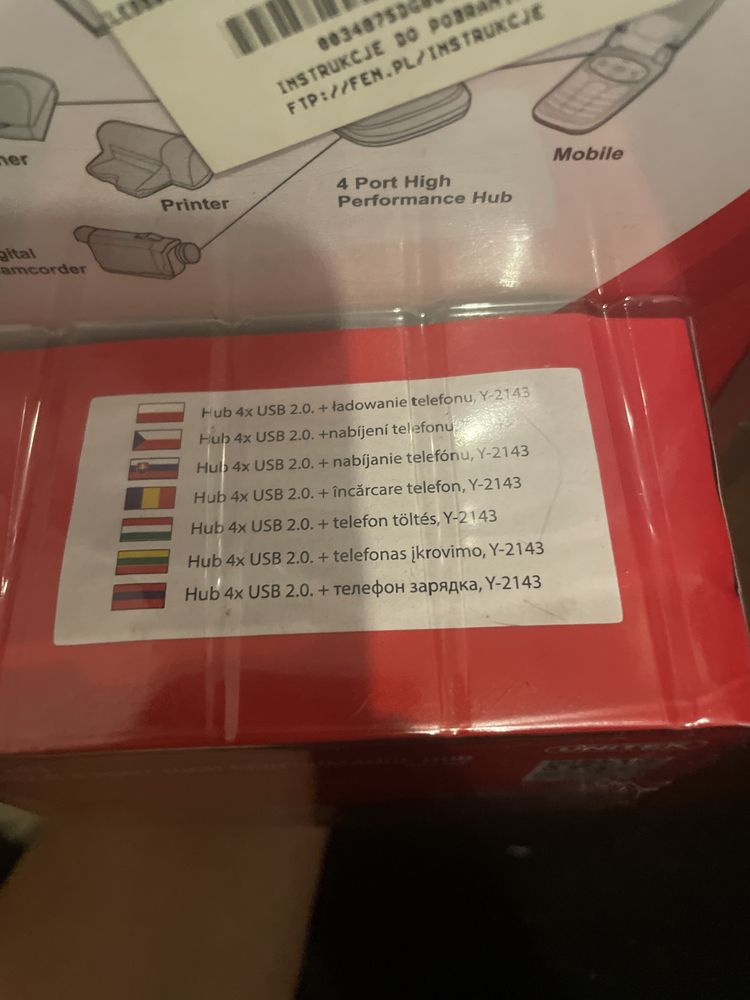 INSTRUKCJE DO
FTP://FEN.PL/INSTRUKCJE
Mobile
Printer
4 Port High
Performance Hub
Hub 4x USB 2.0. + ładowanie telefonu, Y-2143
Hub 4x USB 2.0. +nabíjení telefonu,
Hub 4x USB 2.0. + nabíjanie telefónu, Y-2143
Hub 4x USB 2.0. + încărcare telefon, Y-2143
Hub 4x USB 2.0. + telefon töltés, Y-2143
Hub 4x USB 2.0. + telefonas įkrovimo, Y-2143
Hub 4x USB 2.0. + телефон зарядка, Y-2143
UNITEK